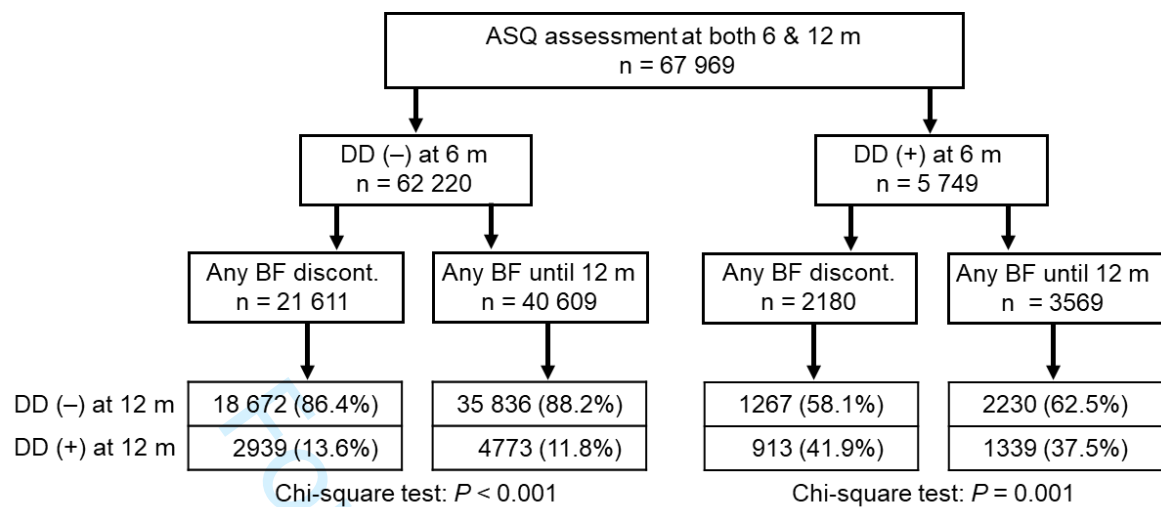 ASQ assessment at both 6 & 12 m
n = 67 969
DD (–) at 6 m
n = 62 220
DD (+) at 6 m
n = 5 749
Any BF discont.
n = 21 611
Any BF until 12 m
n = 40 609
Any BF discont.
n = 2180
Any BF until 12 m
n = 3569
DD (–) at 12 m 18 672 (86.4%) 35 836 (88.2%) 1267 (58.1%) 2230 (62.5%)
DD (+) at 12 m 2939 (13.6%) 4773 (11.8%) 913 (41.9%) 1339 (37.5%)
Chi-square test: P < 0.001 Chi-square test: P = 0.001